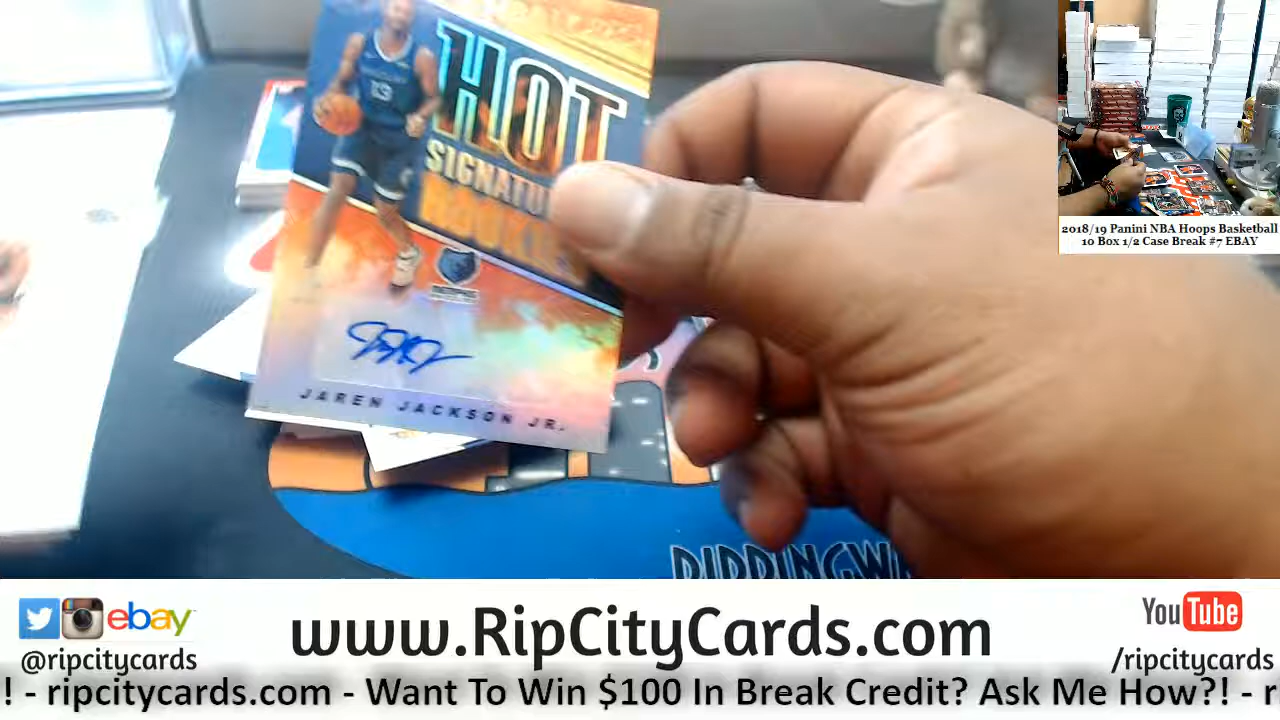 HOT
SIGNATU
13
JAREN JACKSON JR.
2018/19 Panini NBA Hoops Basketball
10 Box 1/2 Case Break #7 EBAY
ebay
@ripcitycards
www.RipCityCards.com
YouTube
/ripcitycards
! - ripcitycards.com - Want To Win $100 In Break Credit? Ask Me How?! - r